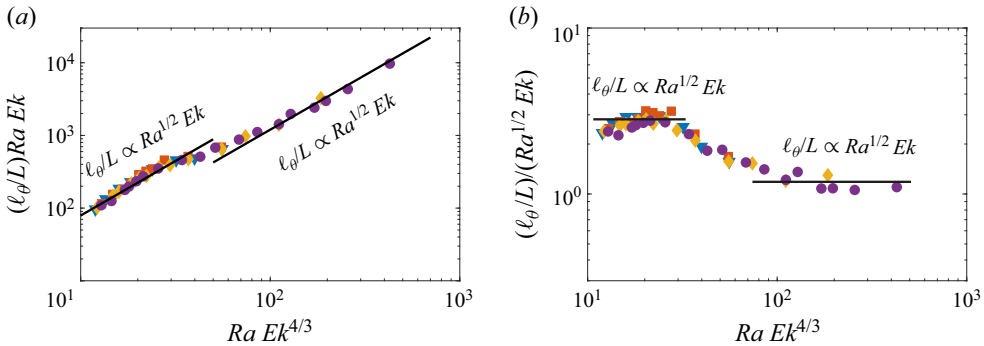 (a)
(ℓ_θ/L)Ra Ek
10^4
10^3
10^2
ℓ_θ/L ∝ Ra^{1/2} Ek
ℓ_θ/L ∝ Ra^{1/2} Ek
10^1
10^2
10^3
Ra Ek^{4/3}
(b)
(ℓ_θ/L)/(Ra^{1/2} Ek)
10^1
10^0
ℓ_θ/L ∝ Ra^{1/2} Ek
ℓ_θ/L ∝ Ra^{1/2} Ek
10^1
10^2
10^3
Ra Ek^{4/3}